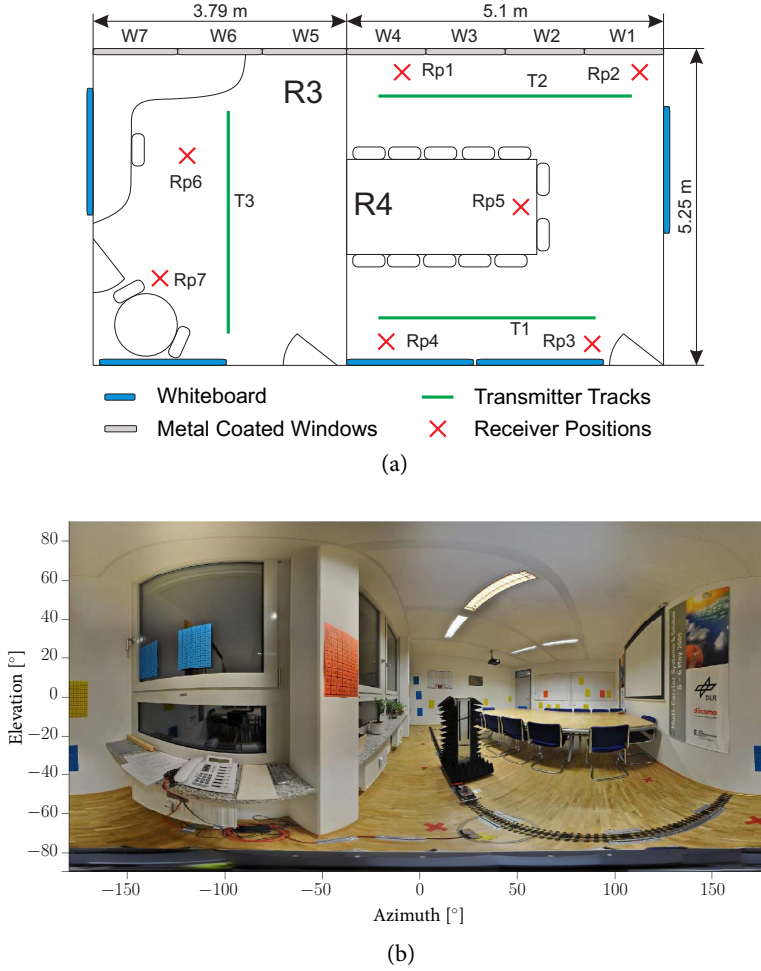 3.79 m 5.1 m
W7 W6 W5 W4 W3 W2 W1
Rp1 Rp2
R3 T2
Rp6 T3 R4 Rp5
5.25 m
Rp7
T1
Rp4 Rp3
Whiteboard Transmitter Tracks
Metal Coated Windows Receiver Positions
(a)
80
60
40
20
0
−20
−40
−60
−80
Elevation [°]
DLR
döcomo
−150 −100 −50 0 50 100 150
Azimuth [°]
(b)